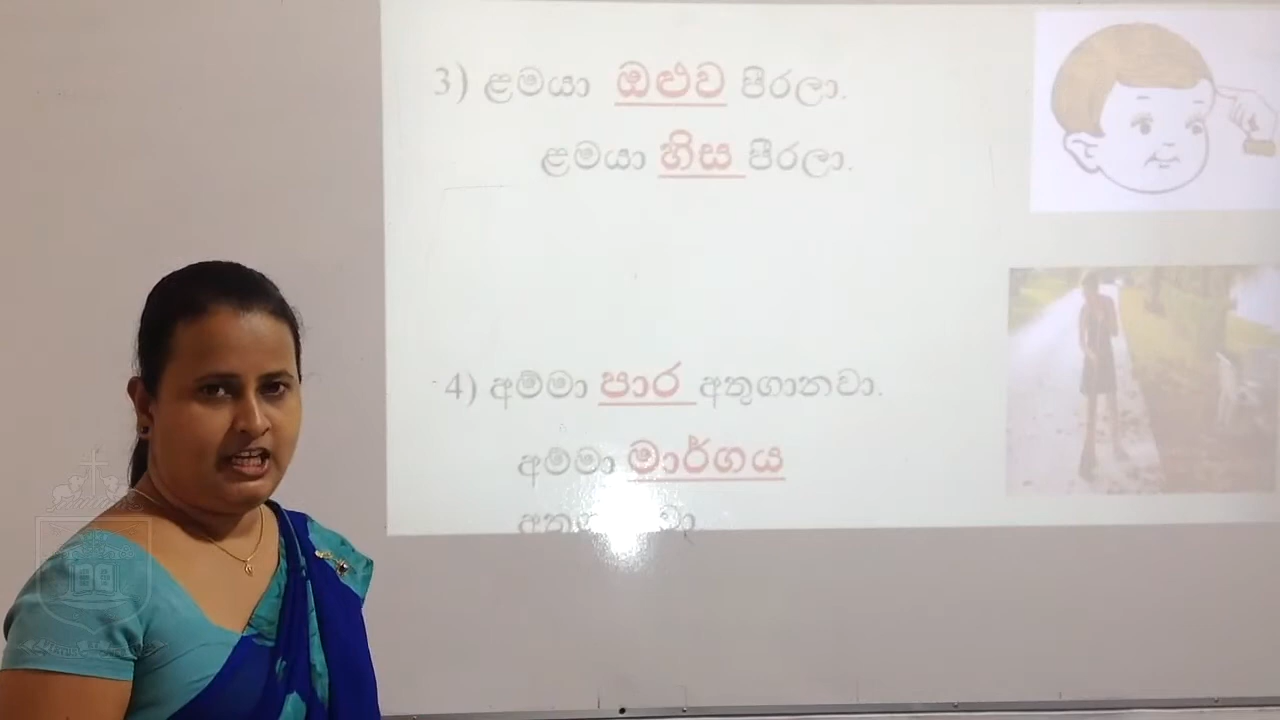 3) ළමයා ඔළුව පීරලා.
ළමයා හිස පීරලා.
4) අම්මා පාර අතුගානවා.
අම්මා මාර්ගය